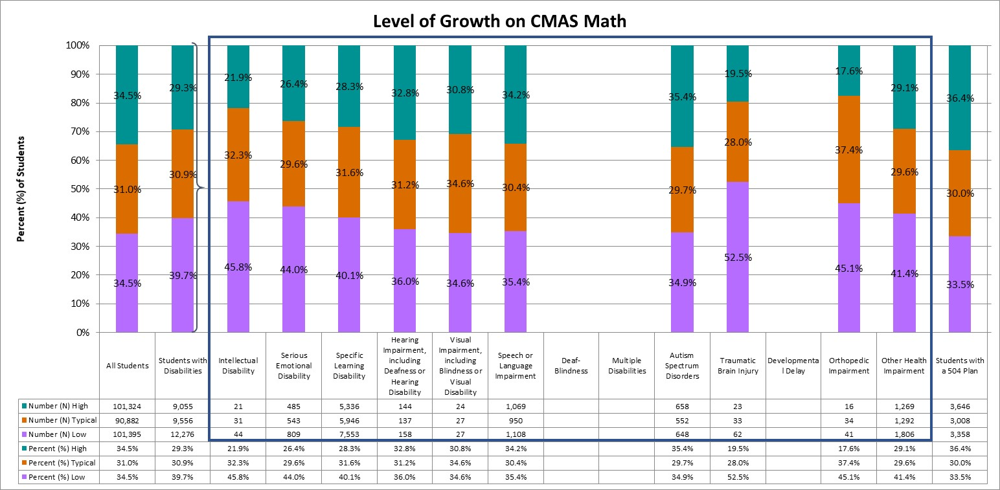 Level of Growth on CMAS Math
Percent (%) of Students
100%
90%
80%
70%
60%
50%
40%
30%
20%
10%
0%
34.5% 29.3% 21.9% 26.4% 28.3% 32.8% 30.8% 34.2% 35.4% 19.5% 17.6% 29.1% 36.4%
31.0% 30.9% 32.3% 29.6% 31.6% 31.2% 34.6% 30.4% 29.7% 28.0% 37.4% 29.6% 30.0%
34.5% 39.7% 45.8% 44.0% 40.1% 36.0% 34.6% 35.4% 34.9% 52.5% 45.1% 41.4% 33.5%
All Students
Students with
Disabilities
Intellectual
Disability
Serious
Emotional
Disability
Specific
Learning
Disability
Hearing
Impairment,
including
Deafness or
Hearing
Disability
Visual
Impairment,
including
Blindness or
Visual
Disability
Speech or
Language
Impairment
Deaf-
Blindness
Multiple
Disabilities
Autism
Spectrum
Disorders
Traumatic
Brain Injury
Developmenta
l Delay
Orthopedic
Impairment
Other Health
Impairment
Students with
a 504 Plan
Number (N) High 101,324 9,055 21 485 5,336 144 24 1,069 658 23 16 1,269 3,646
Number (N) Typical 90,882 9,556 31 543 5,946 137 27 950 552 33 34 1,292 3,008
Number (N) Low 101,395 12,276 44 809 7,553 158 27 1,108 648 62 41 1,806 3,358
Percent (%) High 34.5% 29.3% 21.9% 26.4% 28.3% 32.8% 30.8% 34.2% 35.4% 19.5% 17.6% 29.1% 36.4%
Percent (%) Typical 31.0% 30.9% 32.3% 29.6% 31.6% 31.2% 34.6% 30.4% 29.7% 28.0% 37.4% 29.6% 30.0%
Percent (%) Low 34.5% 39.7% 45.8% 44.0% 40.1% 36.0% 34.6% 35.4% 34.9% 52.5% 45.1% 41.4% 33.5%